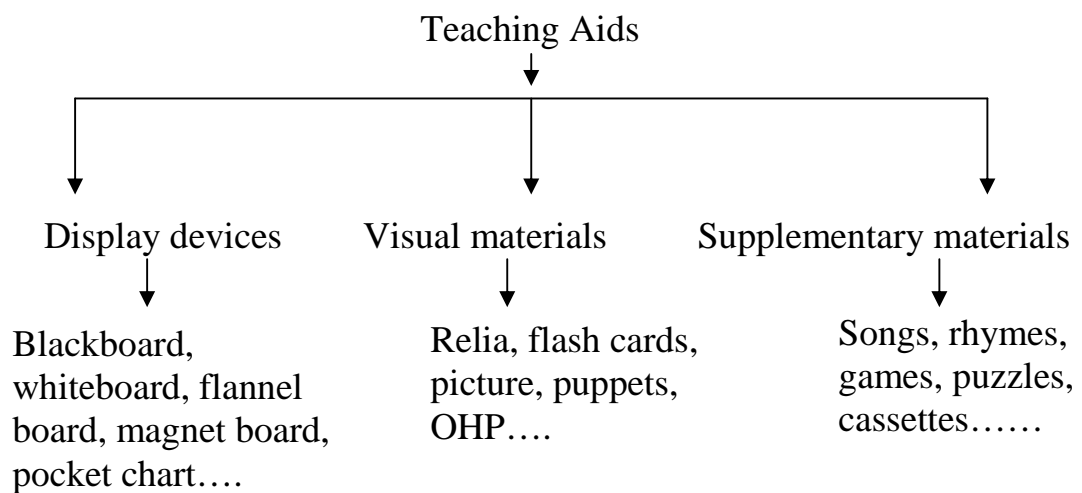 Teaching Aids
Display devices
Visual materials
Supplementary materials
Blackboard,
whiteboard, flannel
board, magnet board,
pocket chart….
Relia, flash cards,
picture, puppets,
OHP….
Songs, rhymes,
games, puzzles,
cassettes……